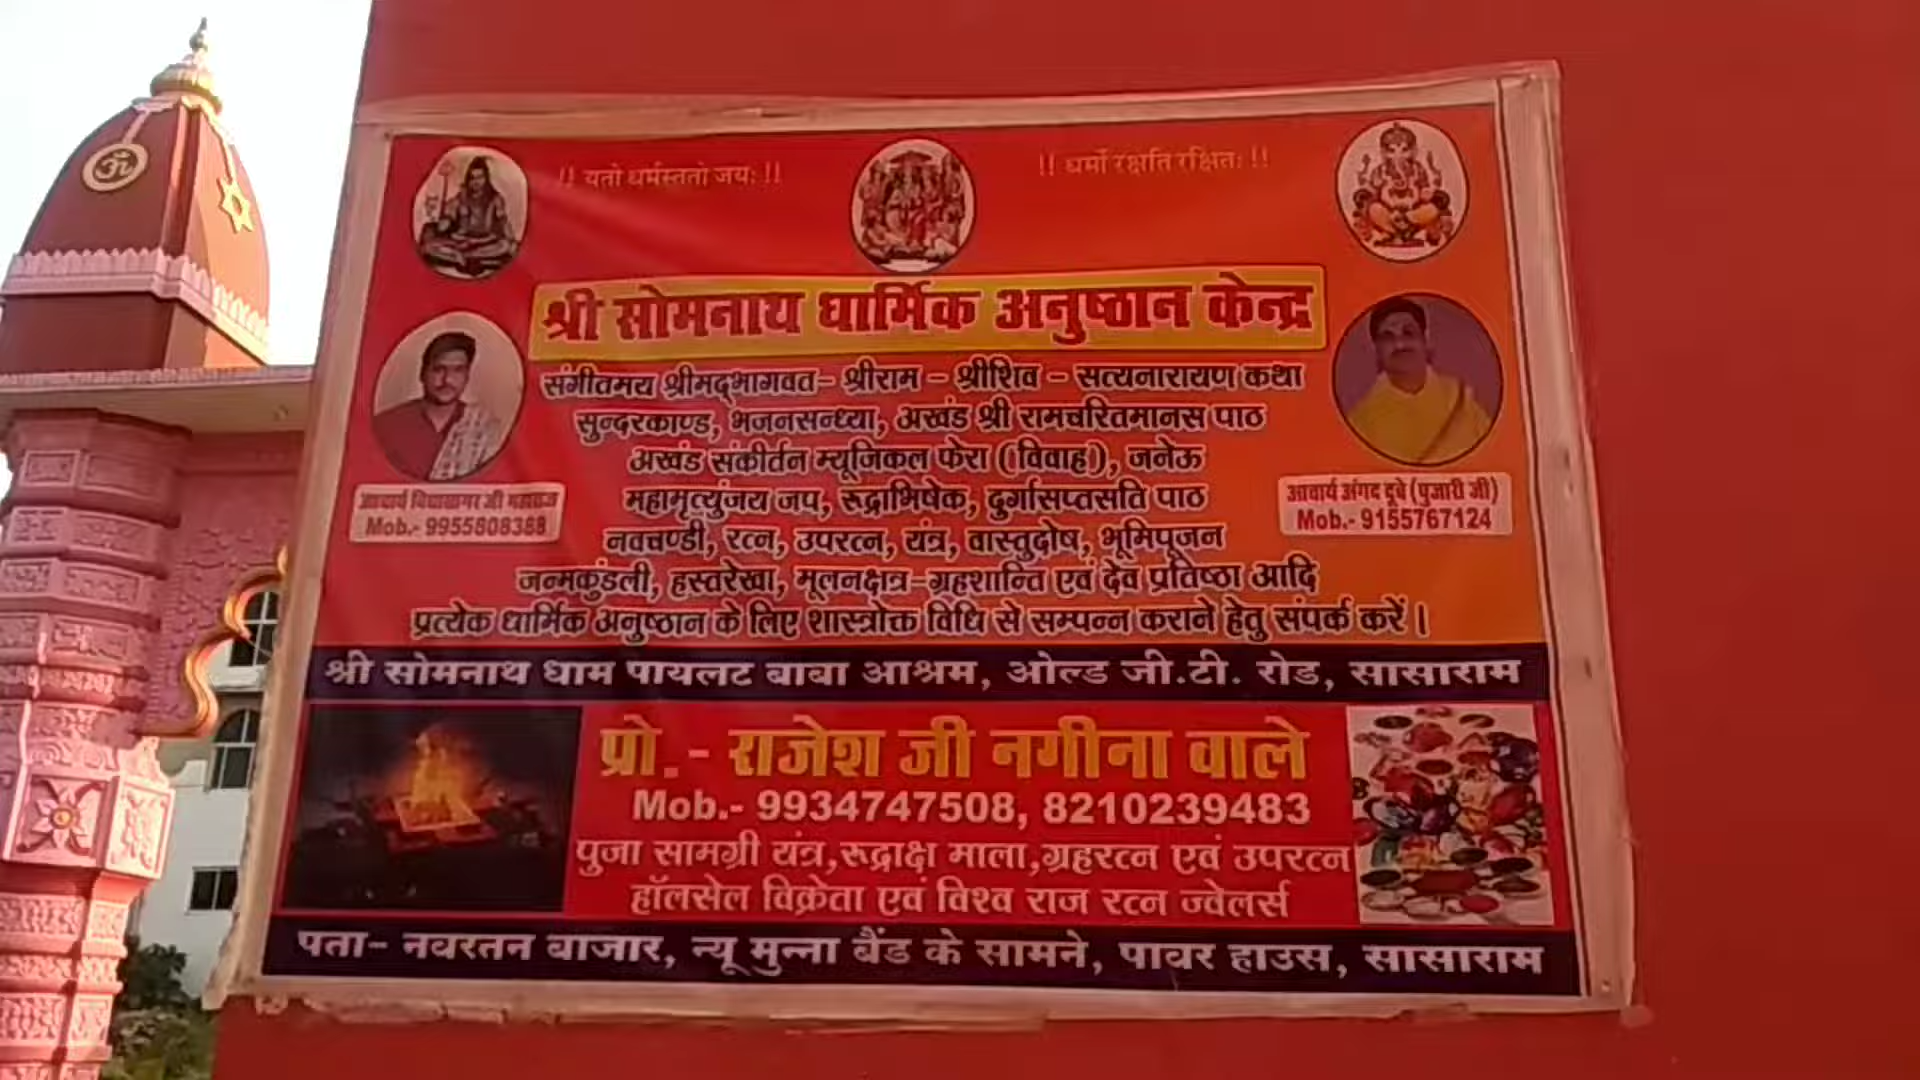 !! यतो धर्मस्ततो जयः !!
!! धर्मो रक्षति रक्षितः !!
श्री सोमनाथ धार्मिक अनुष्ठान केन्द्र
संगीतमय श्रीमद्भागवत- श्रीराम - श्रीशिव - सत्यनारायण कथा
सुन्दरकाण्ड, भजनसन्ध्या, अखंड श्री रामचरितमानस पाठ
अखंड संकीर्तन म्यूजिकल फेरा (विवाह), जनेऊ
महामृत्युंजय जप, रूद्राभिषेक, दुर्गासप्तसति पाठ
नवचण्डी, रत्न, उपरत्न, यंत्र, वास्तुदोष, भूमिपूजन
जन्मकुंडली, हस्तरेखा, मूलनक्षत्र-ग्रहशान्ति एवं देव प्रतिष्ठा आदि
प्रत्येक धार्मिक अनुष्ठान के लिए शास्त्रोक्त विधि से सम्पन्न कराने हेतु संपर्क करें।
आचार्य विद्यासागर जी महाराज
Mob.- 9955808388
आचार्य अंगद दूबे (पुजारी जी)
Mob.- 9155767124
श्री सोमनाथ धाम पायलट बाबा आश्रम, ओल्ड जी.टी. रोड, सासाराम
प्रो.- राजेश जी नगीना वाले
Mob.- 9934747508, 8210239483
पुजा सामग्री यंत्र,रूद्राक्ष माला,ग्रहरत्न एवं उपरत्न
हॉलसेल विक्रेता एवं विश्व राज रत्न ज्वेलर्स
पता- नवरतन बाजार, न्यू मुन्ना बैंड के सामने, पावर हाउस, सासाराम
ॐ